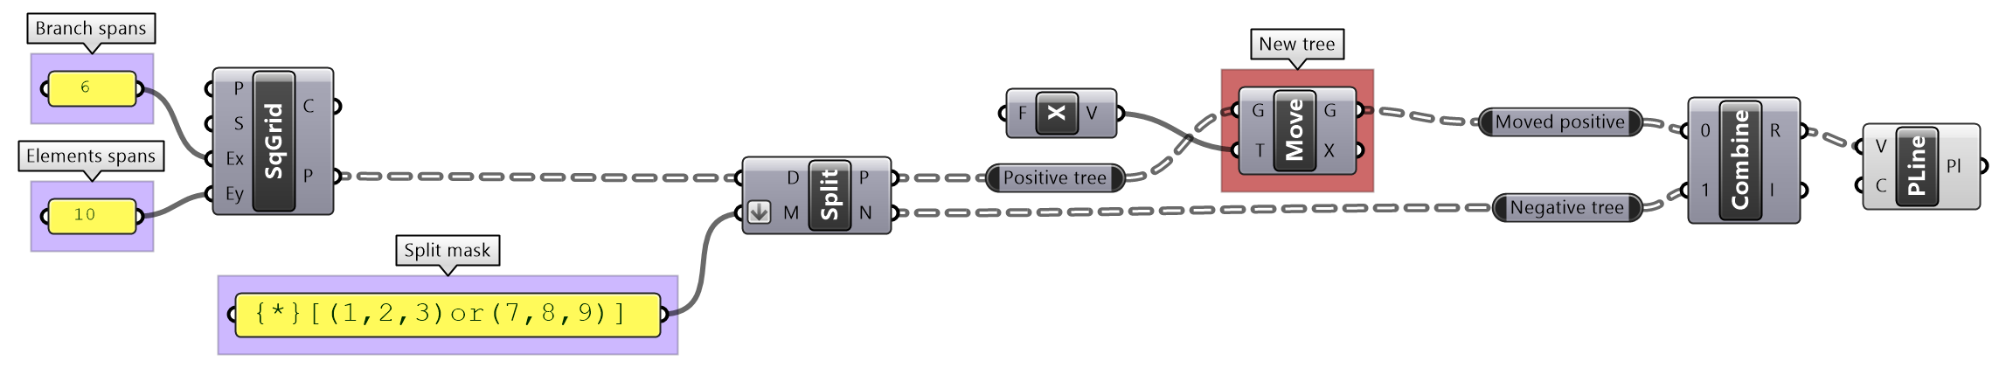 Branch spans
6
Elements spans
10
P
S
Ex
Ey
SqGrid
C
P
Split mask
{*}[(1,2,3)or(7,8,9)]
D
M
Split
P
N
Positive tree
F
X
V
New tree
G
T
Move
G
X
Moved positive
Negative tree
0
1
Combine
R
I
V
C
PLine
Pl